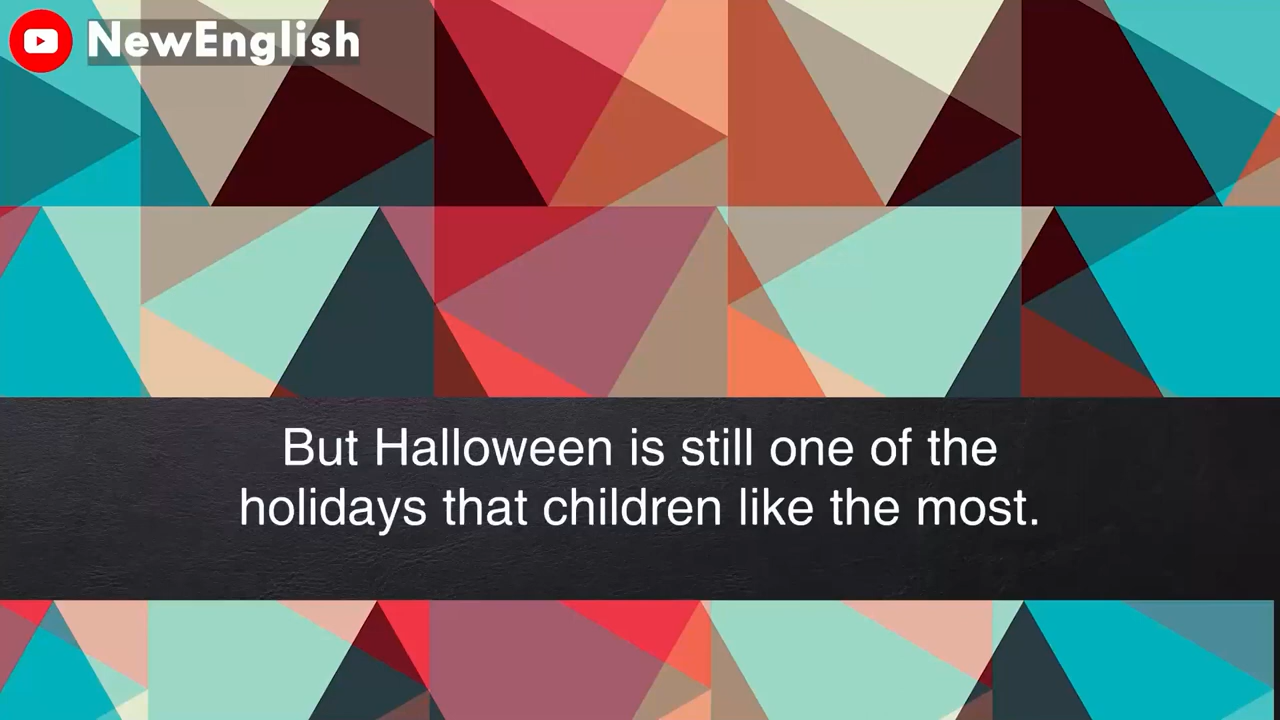 NewEnglish
But Halloween is still one of the
holidays that children like the most.